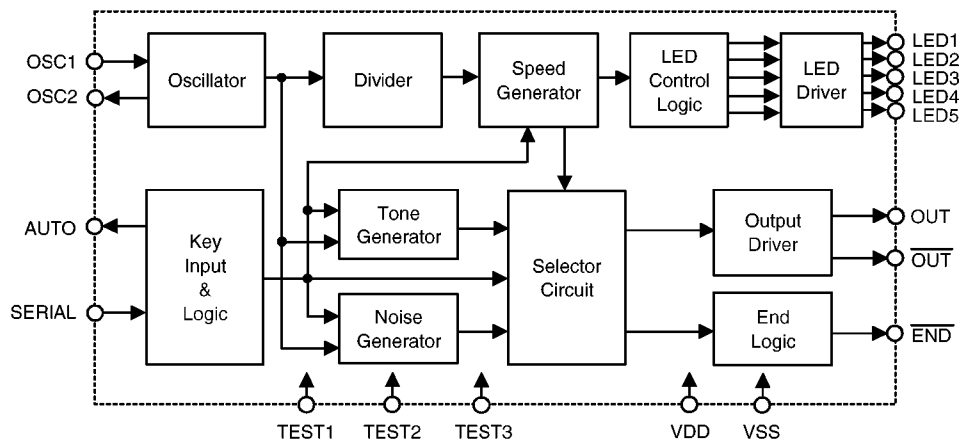 OSC1
OSC2
Oscillator
Divider
Speed
Generator
LED
Control
Logic
LED
Driver
LED1
LED2
LED3
LED4
LED5
AUTO
SERIAL
Key
Input
&
Logic
Tone
Generator
Noise
Generator
Selector
Circuit
Output
Driver
End
Logic
OUT
OUT
END
TEST1
TEST2
TEST3
VDD
VSS